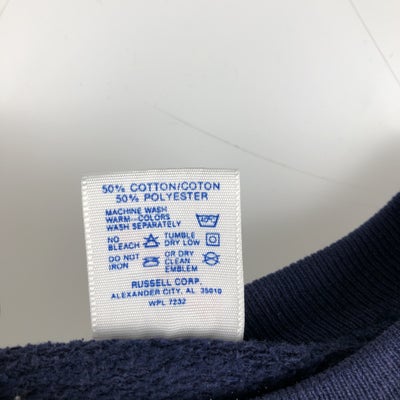 50% COTTON/COTON
50% POLYESTER
MACHINE WASH
WARM-COLORS
WASH SEPARATELY
NO BLEACH
TUMBLE DRY LOW
DO NOT IRON
OR DRY CLEAN EMBLEM
RUSSELL CORP.
ALEXANDER CITY, AL 35010
WPL 7232